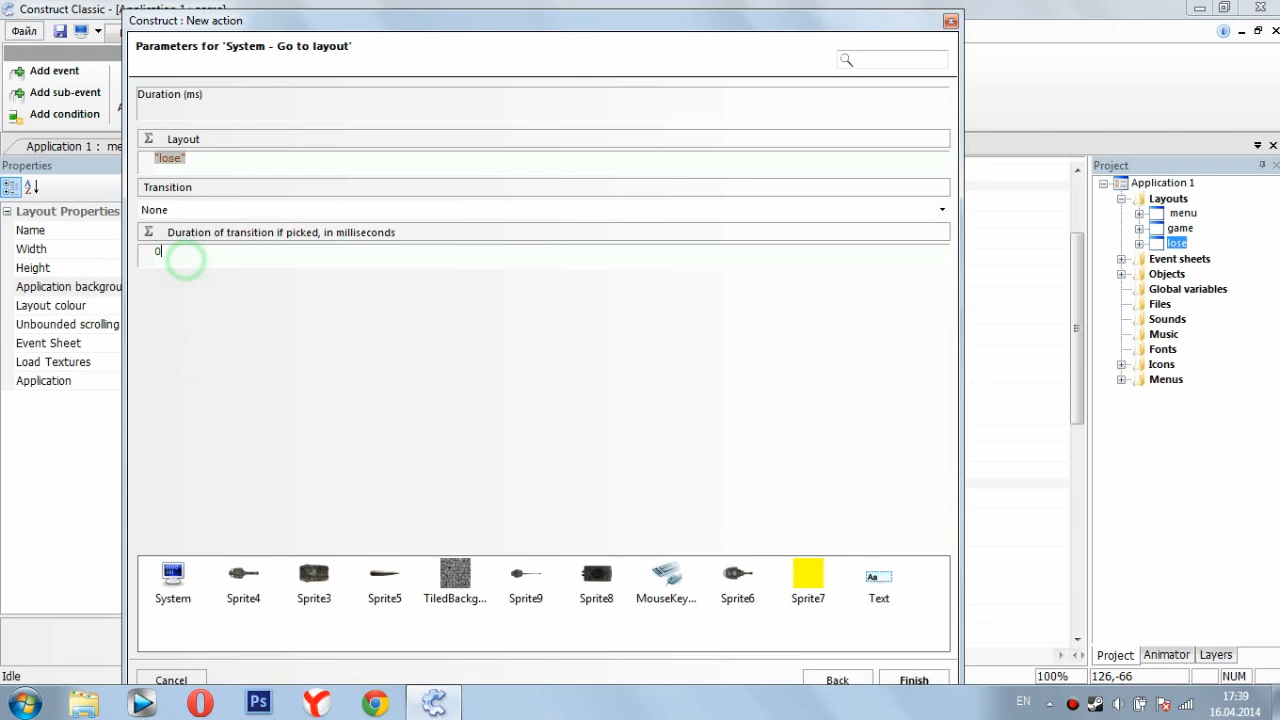 Construct Classic - [Application 1 : game]
Construct : New action
Файл
Parameters for 'System - Go to layout'
Add event
Add sub-event
Add condition
Duration (ms)
Σ Layout
"lose"
Transition
None
Σ Duration of transition if picked, in milliseconds
0
Application 1 : me
Properties
Layout Properties
Name
Width
Height
Application backgrou
Layout colour
Unbounded scrolling
Event Sheet
Load Textures
Application
Project
Application 1
Layouts
menu
game
lose
Event sheets
Objects
Global variables
Files
Sounds
Music
Fonts
Icons
Menus
System
Sprite4
Sprite3
Sprite5
TiledBackg...
Sprite9
Sprite8
MouseKey...
Sprite6
Sprite7
Aa
Text
Cancel
Back
Finish
Project
Animator
Layers
Idle
100%
126,-66
NUM
Ps
EN
17:39
16.04.2014